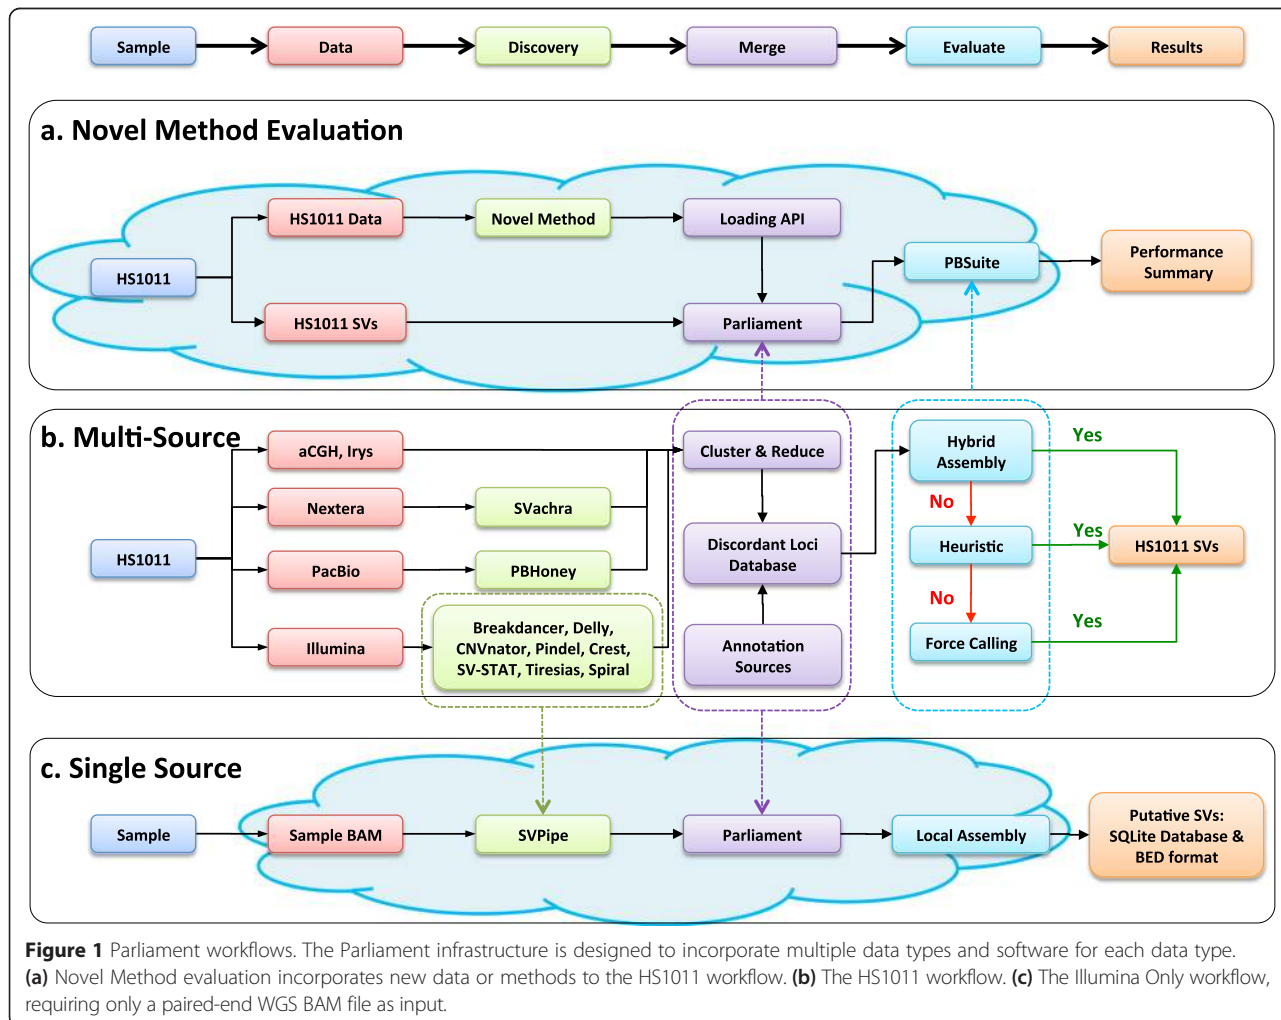 Sample
Data
Discovery
Merge
Evaluate
Results
a. Novel Method Evaluation
HS1011 Data
Novel Method
Loading API
HS1011
PBSuite
Performance
Summary
HS1011 SVs
Parliament
b. Multi-Source
aCGH, Irys
Cluster & Reduce
Hybrid
Assembly
Yes
No
Nextera
SVachra
HS1011
Discordant Loci
Database
Heuristic
Yes
HS1011 SVs
PacBio
PBHoney
No
Illumina
Breakdancer, Delly,
CNVnator, Pindel, Crest,
SV-STAT, Tiresias, Spiral
Annotation
Sources
Force Calling
Yes
c. Single Source
Sample
Sample BAM
SVPipe
Parliament
Local Assembly
Putative SVs:
SQLite Database &
BED format
Figure 1 Parliament workflows. The Parliament infrastructure is designed to incorporate multiple data types and software for each data type.
(a) Novel Method evaluation incorporates new data or methods to the HS1011 workflow. (b) The HS1011 workflow. (c) The Illumina Only workflow,
requiring only a paired-end WGS BAM file as input.